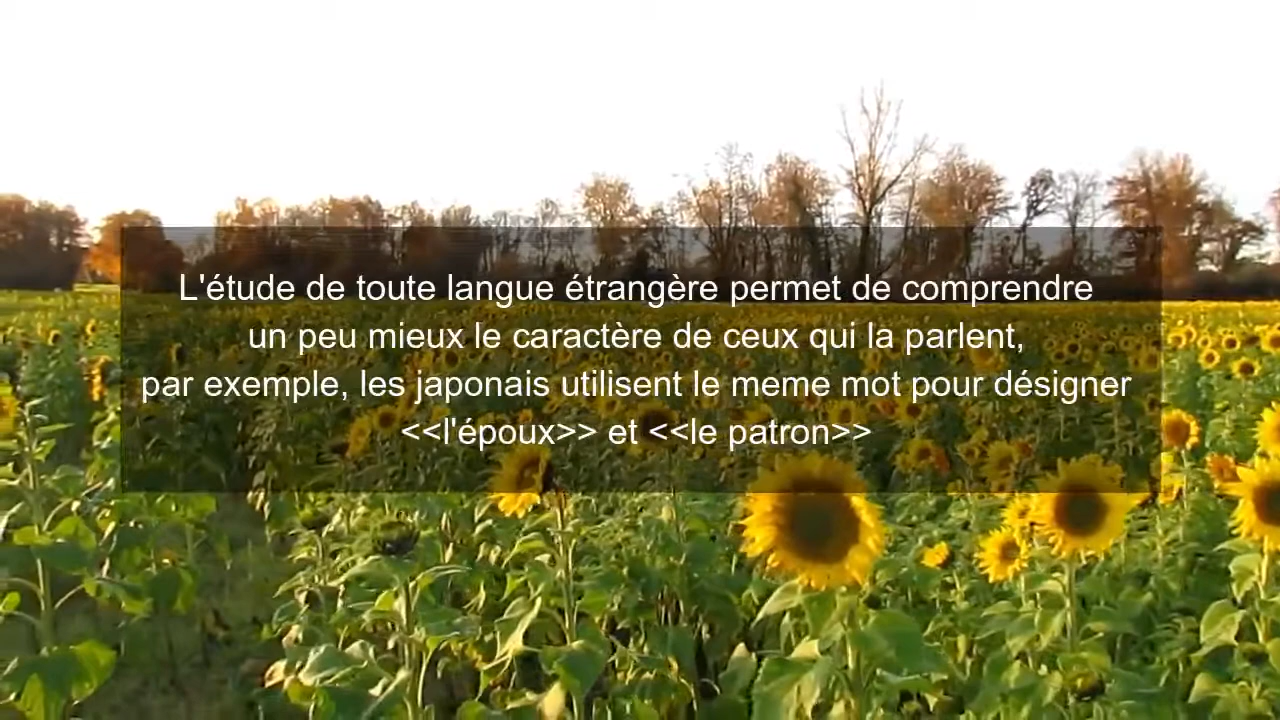 L'étude de toute langue étrangère permet de comprendre
un peu mieux le caractère de ceux qui la parlent,
par exemple, les japonais utilisent le meme mot pour désigner
<<l'époux>> et <<le patron>>